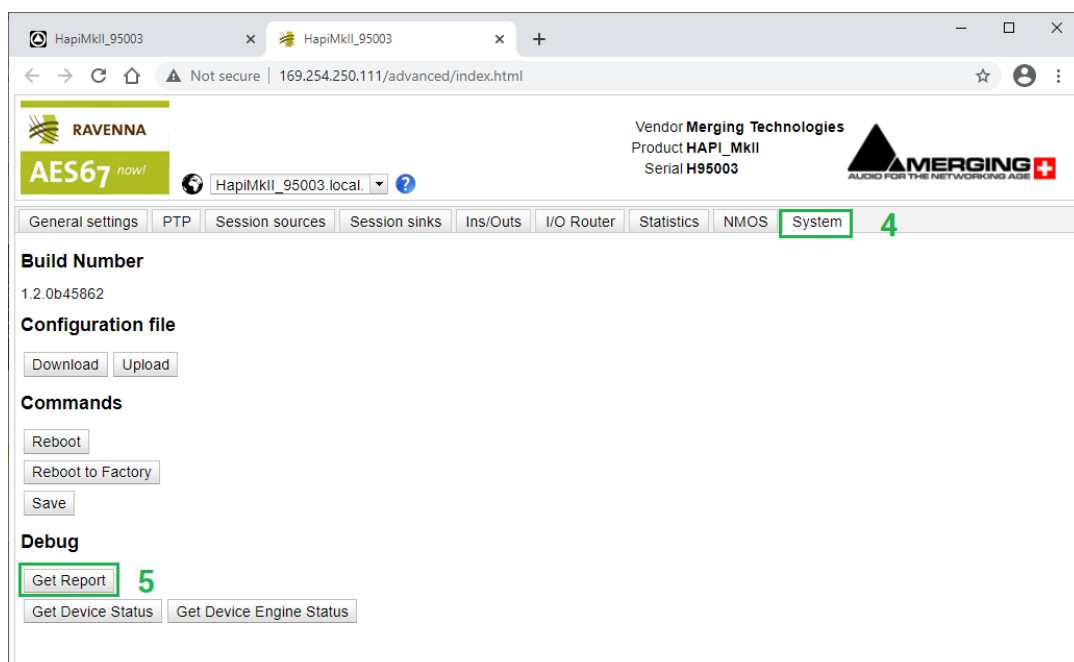 HapiMkII_95003
HapiMkII_95003
Not secure | 169.254.250.111/advanced/index.html
RAVENNA
AES67 now!
HapiMkII_95003.local.
?
Vendor Merging Technologies
Product HAPI_MkII
Serial H95003
MERGING
AUDIO FOR THE NETWORKING AGE
General settings PTP Session sources Session sinks Ins/Outs I/O Router Statistics NMOS System 4
Build Number
1.2.0b45862
Configuration file
Download Upload
Commands
Reboot
Reboot to Factory
Save
Debug
Get Report 5
Get Device Status Get Device Engine Status